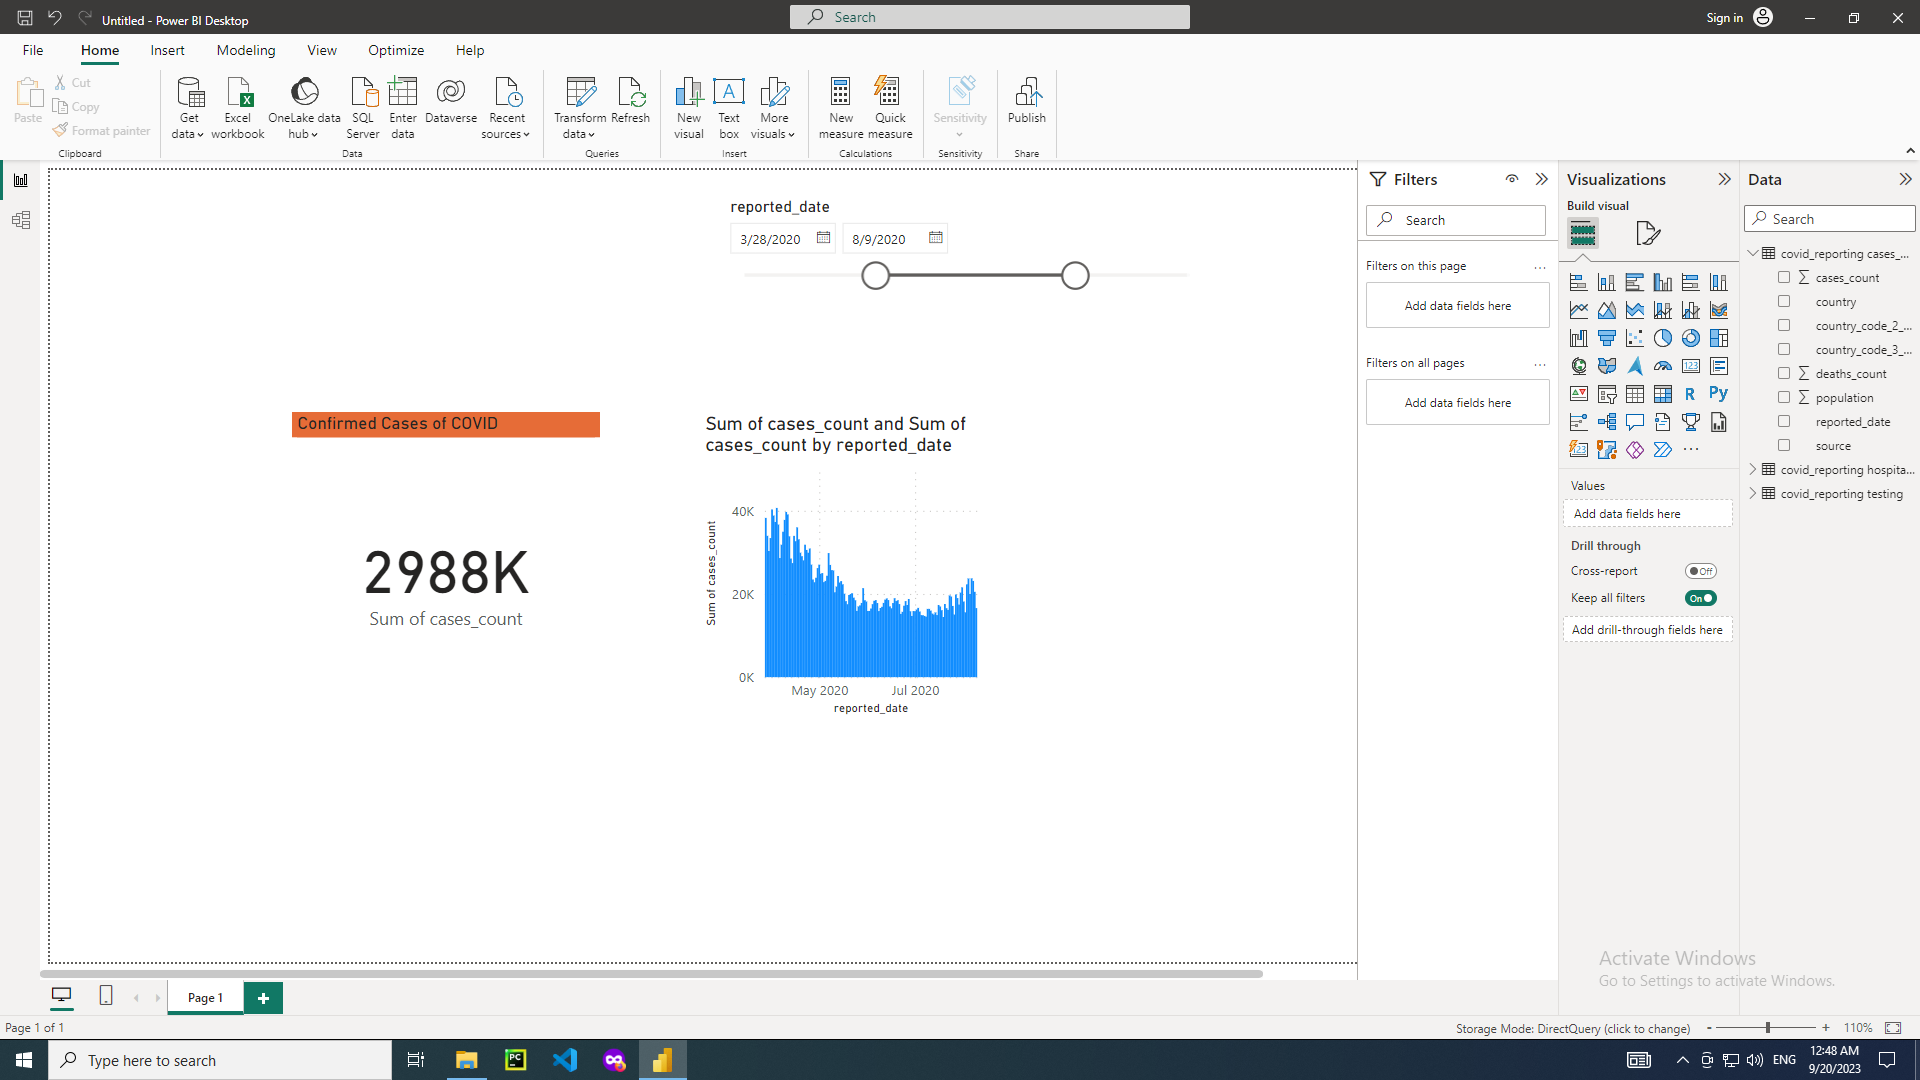 Untitled - Power BI Desktop
Search
Sign in
File
Home
Insert
Modeling
View
Optimize
Help
Paste
Cut
Copy
Format painter
Clipboard
Get data
Excel workbook
OneLake data hub
SQL Server
Enter data
Dataverse
Recent sources
Data
Transform data
Refresh
Queries
New visual
Text box
More visuals
Insert
New measure
Quick measure
Calculations
Sensitivity
Sensitivity
Publish
Share
reported_date
3/28/2020
8/9/2020
Confirmed Cases of COVID
2988K
Sum of cases_count
Sum of cases_count and Sum of
cases_count by reported_date
Sum of cases_count
40K
20K
0K
May 2020
Jul 2020
reported_date
Filters
Search
Filters on this page
...
Add data fields here
Filters on all pages
...
Add data fields here
Visualizations
Build visual
123
R
Py
123
...
Values
Add data fields here
Drill through
Cross-report
Off
Keep all filters
On
Add drill-through fields here
Data
Search
covid_reporting cases_...
cases_count
country
country_code_2_...
country_code_3_...
deaths_count
population
reported_date
source
covid_reporting hospita...
covid_reporting testing
Activate Windows
Go to Settings to activate Windows.
Page 1
Page 1 of 1
Storage Mode: DirectQuery (click to change)
110%
Type here to search
PC
ENG
12:48 AM
9/20/2023